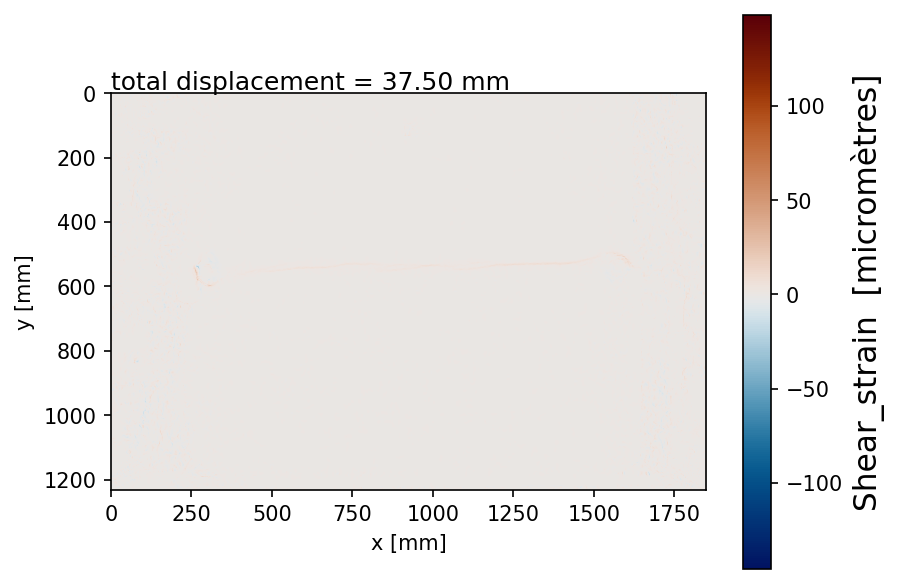 total displacement = 37.50 mm
0
200
400
600
800
1000
1200
y [mm]
0 250 500 750 1000 1250 1500 1750
x [mm]
100
50
0
−50
−100
Shear_strain [micromètres]